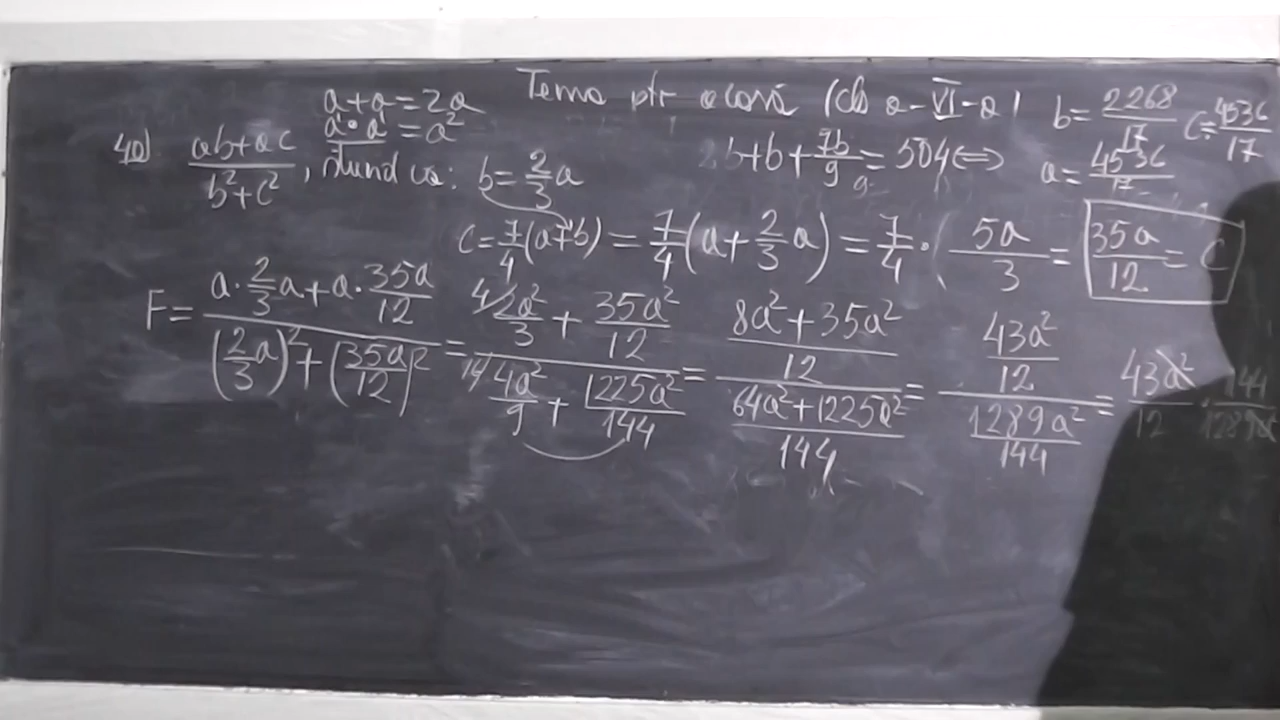 Tema ptr acasă (cls a-VI-a)
a+a=2a
a·a=a²
4a) (ab+ac)/(b²+c²), știind că: b=2/3 a
b+b+7b/9=504⇔
b=2268/17 c=4536/17
a=4536/17
c=7/4(a+b)=7/4(a+2/3 a)=7/4·(5a/3=35a/12=c
F=(a·2/3 a+a·35a/12)/((2/3 a)²+(35a/12)²)=(2a²/3+35a²/12)/(4a²/9+1225a²/144)=((8a²+35a²)/12)/((64a²+1225a²)/144)=(43a²/12)/(1289a²/144)=43a²/12·144/1289a²